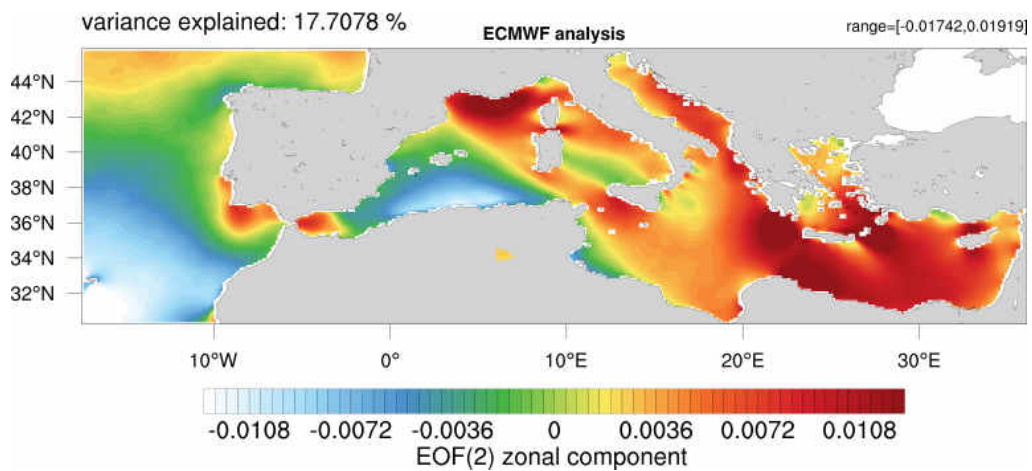 variance explained: 17.7078 %
ECMWF analysis
range=[-0.01742,0.01919]
44°N
42°N
40°N
38°N
36°N
34°N
32°N
10°W 0° 10°E 20°E 30°E
-0.0108 -0.0072 -0.0036 0 0.0036 0.0072 0.0108
EOF(2) zonal component